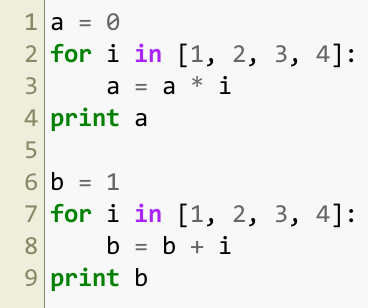 1 a = 0
2 for i in [1, 2, 3, 4]:
3     a = a * i
4 print a
5
6 b = 1
7 for i in [1, 2, 3, 4]:
8     b = b + i
9 print b